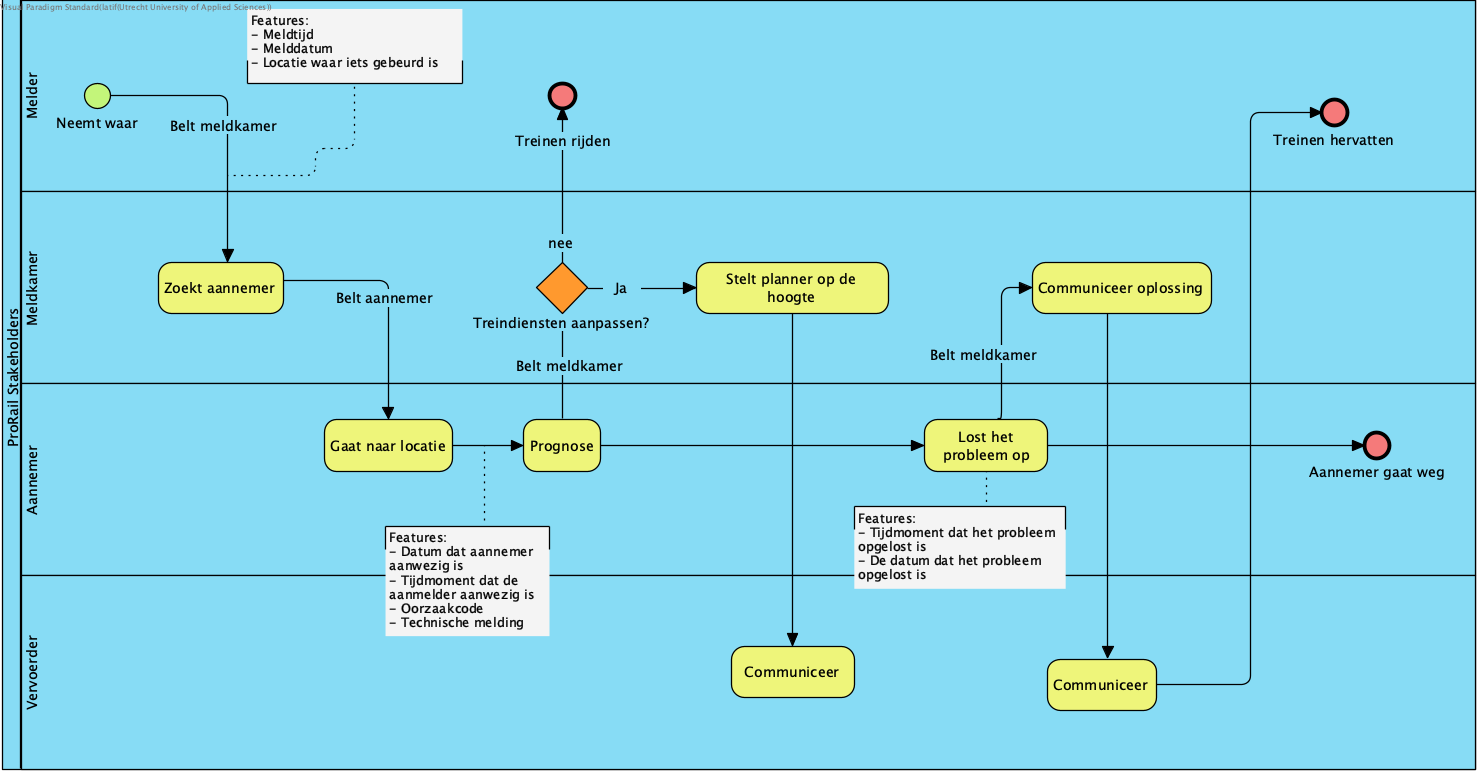 Visual Paradigm Standard(latif(Utrecht University of Applied Sciences))
ProRail Stakeholders
Melder
Neemt waar
Belt meldkamer
Features:
- Meldtijd
- Melddatum
- Locatie waar iets gebeurd is
Treinen rijden
Treinen hervatten
Meldkamer
Zoekt aannemer
Belt aannemer
nee
Ja
Treindiensten aanpassen?
Belt meldkamer
Stelt planner op de
hoogte
Belt meldkamer
Communiceer oplossing
Aannemer
Gaat naar locatie
Prognose
Lost het
probleem op
Aannemer gaat weg
Features:
- Datum dat aannemer
aanwezig is
- Tijdmoment dat de
aanmelder aanwezig is
- Oorzaakcode
- Technische melding
Features:
- Tijdmoment dat het probleem
opgelost is
- De datum dat het probleem
opgelost is
Vervoerder
Communiceer
Communiceer